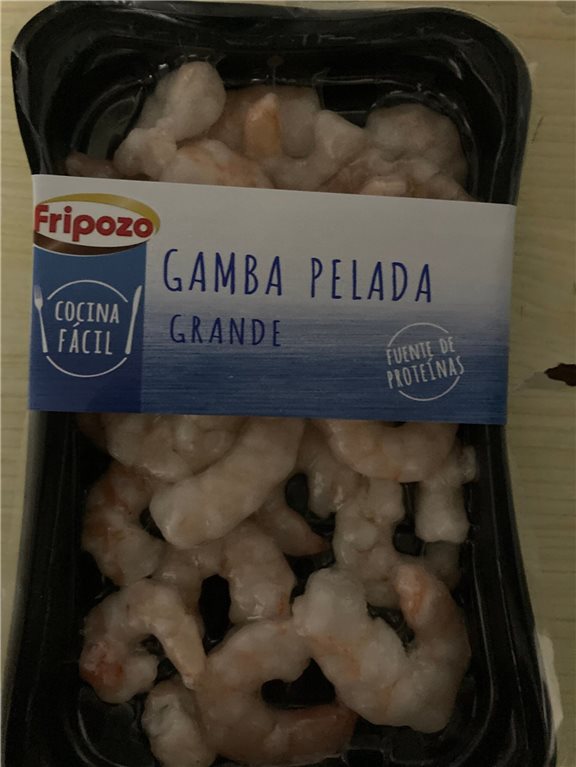 Fripozo
COCINA
FÁCIL
GAMBA PELADA
GRANDE
FUENTE DE
PROTEÍNAS